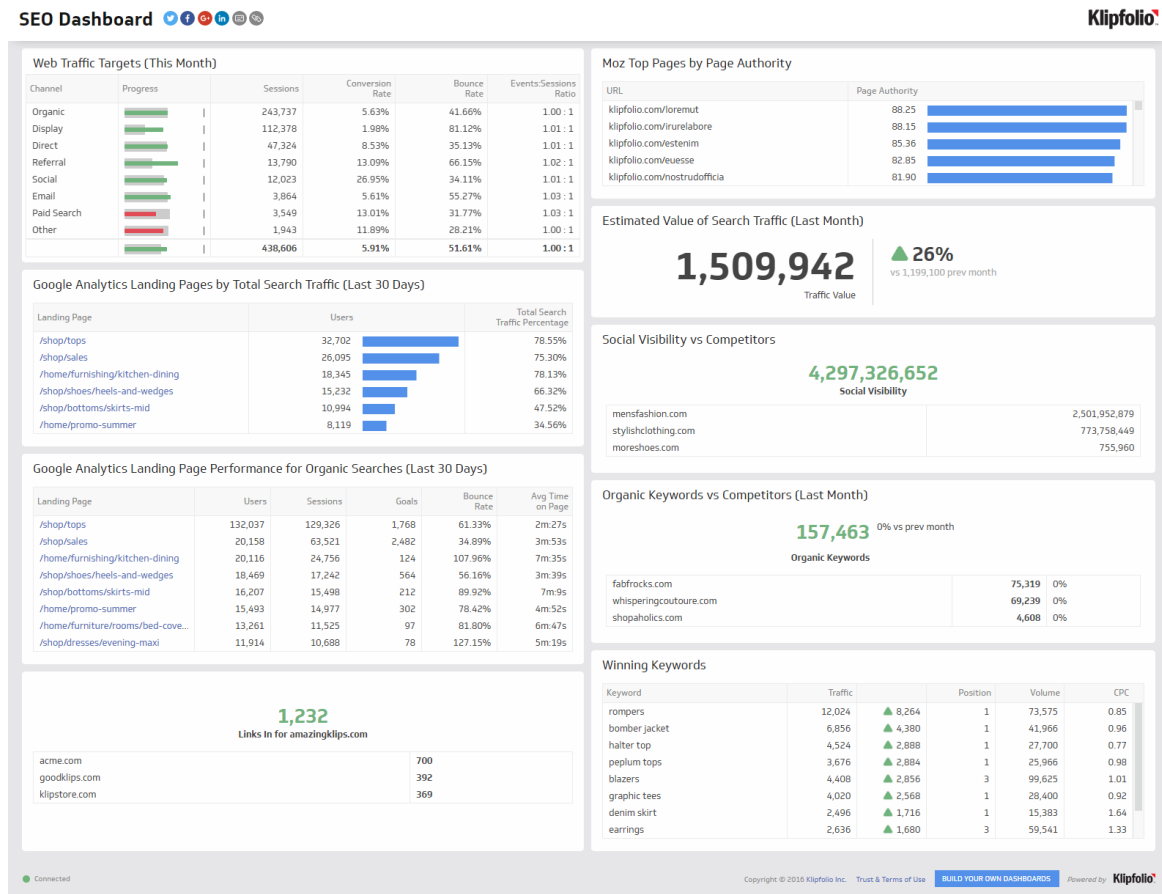 SEO Dashboard
Klipfolio
Web Traffic Targets (This Month)
Channel Progress Sessions Conversion Rate Bounce Rate Events:Sessions Ratio
Organic 243,737 5.63% 41.66% 1.00 : 1
Display 112,378 1.98% 81.12% 1.01 : 1
Direct 47,324 8.53% 35.13% 1.01 : 1
Referral 13,790 13.09% 66.15% 1.02 : 1
Social 12,023 26.95% 34.11% 1.01 : 1
Email 3,864 5.61% 55.27% 1.03 : 1
Paid Search 3,549 13.01% 31.77% 1.03 : 1
Other 1,943 11.89% 28.21% 1.00 : 1
438,606 5.91% 51.61% 1.00 : 1
Google Analytics Landing Pages by Total Search Traffic (Last 30 Days)
Landing Page Users Total Search Traffic Percentage
/shop/tops 32,702 78.55%
/shop/sales 26,095 75.30%
/home/furnishing/kitchen-dining 18,345 78.13%
/shop/shoes/heels-and-wedges 15,232 66.32%
/shop/bottoms/skirts-mid 10,994 47.52%
/home/promo-summer 8,119 34.56%
Google Analytics Landing Page Performance for Organic Searches (Last 30 Days)
Landing Page Users Sessions Goals Bounce Rate Avg Time on Page
/shop/tops 132,037 129,326 1,768 61.33% 2m:27s
/shop/sales 20,158 63,521 2,482 34.89% 3m:53s
/home/furnishing/kitchen-dining 20,116 24,756 124 107.96% 7m:35s
/shop/shoes/heels-and-wedges 18,469 17,242 564 56.16% 3m:39s
/shop/bottoms/skirts-mid 16,207 15,498 212 89.92% 7m:9s
/home/promo-summer 15,493 14,977 302 78.42% 4m:52s
/home/furniture/rooms/bed-cove... 13,261 11,525 97 81.80% 6m:47s
/shop/dresses/evening-maxi 11,914 10,688 78 127.15% 5m:19s
1,232
Links In for amazingklips.com
acme.com 700
goodklips.com 392
klipstore.com 369
Moz Top Pages by Page Authority
URL Page Authority
klipfolio.com/loremut 88.25
klipfolio.com/irurelabore 88.15
klipfolio.com/estenim 85.36
klipfolio.com/euesse 82.85
klipfolio.com/nostrudofficia 81.90
Estimated Value of Search Traffic (Last Month)
1,509,942
Traffic Value
26%
vs 1,199,100 prev month
Social Visibility vs Competitors
4,297,326,652
Social Visibility
mensfashion.com 2,501,952,879
stylishclothing.com 773,758,449
moreshoes.com 755,960
Organic Keywords vs Competitors (Last Month)
157,463 0% vs prev month
Organic Keywords
fabfrocks.com 75,319 0%
whisperingcoutoure.com 69,239 0%
shopaholics.com 4,608 0%
Winning Keywords
Keyword Traffic Position Volume CPC
rompers 12,024 8,264 1 73,575 0.85
bomber jacket 6,856 4,380 1 41,966 0.96
halter top 4,524 2,888 1 27,700 0.77
peplum tops 3,676 2,884 1 25,966 0.98
blazers 4,408 2,856 3 99,625 1.01
graphic tees 4,020 2,568 1 28,400 0.92
denim skirt 2,496 1,716 1 15,383 1.64
earrings 2,636 1,680 3 59,541 1.33
Connected
Copyright © 2016 Klipfolio Inc. Trust & Terms of Use BUILD YOUR OWN DASHBOARDS Powered by Klipfolio